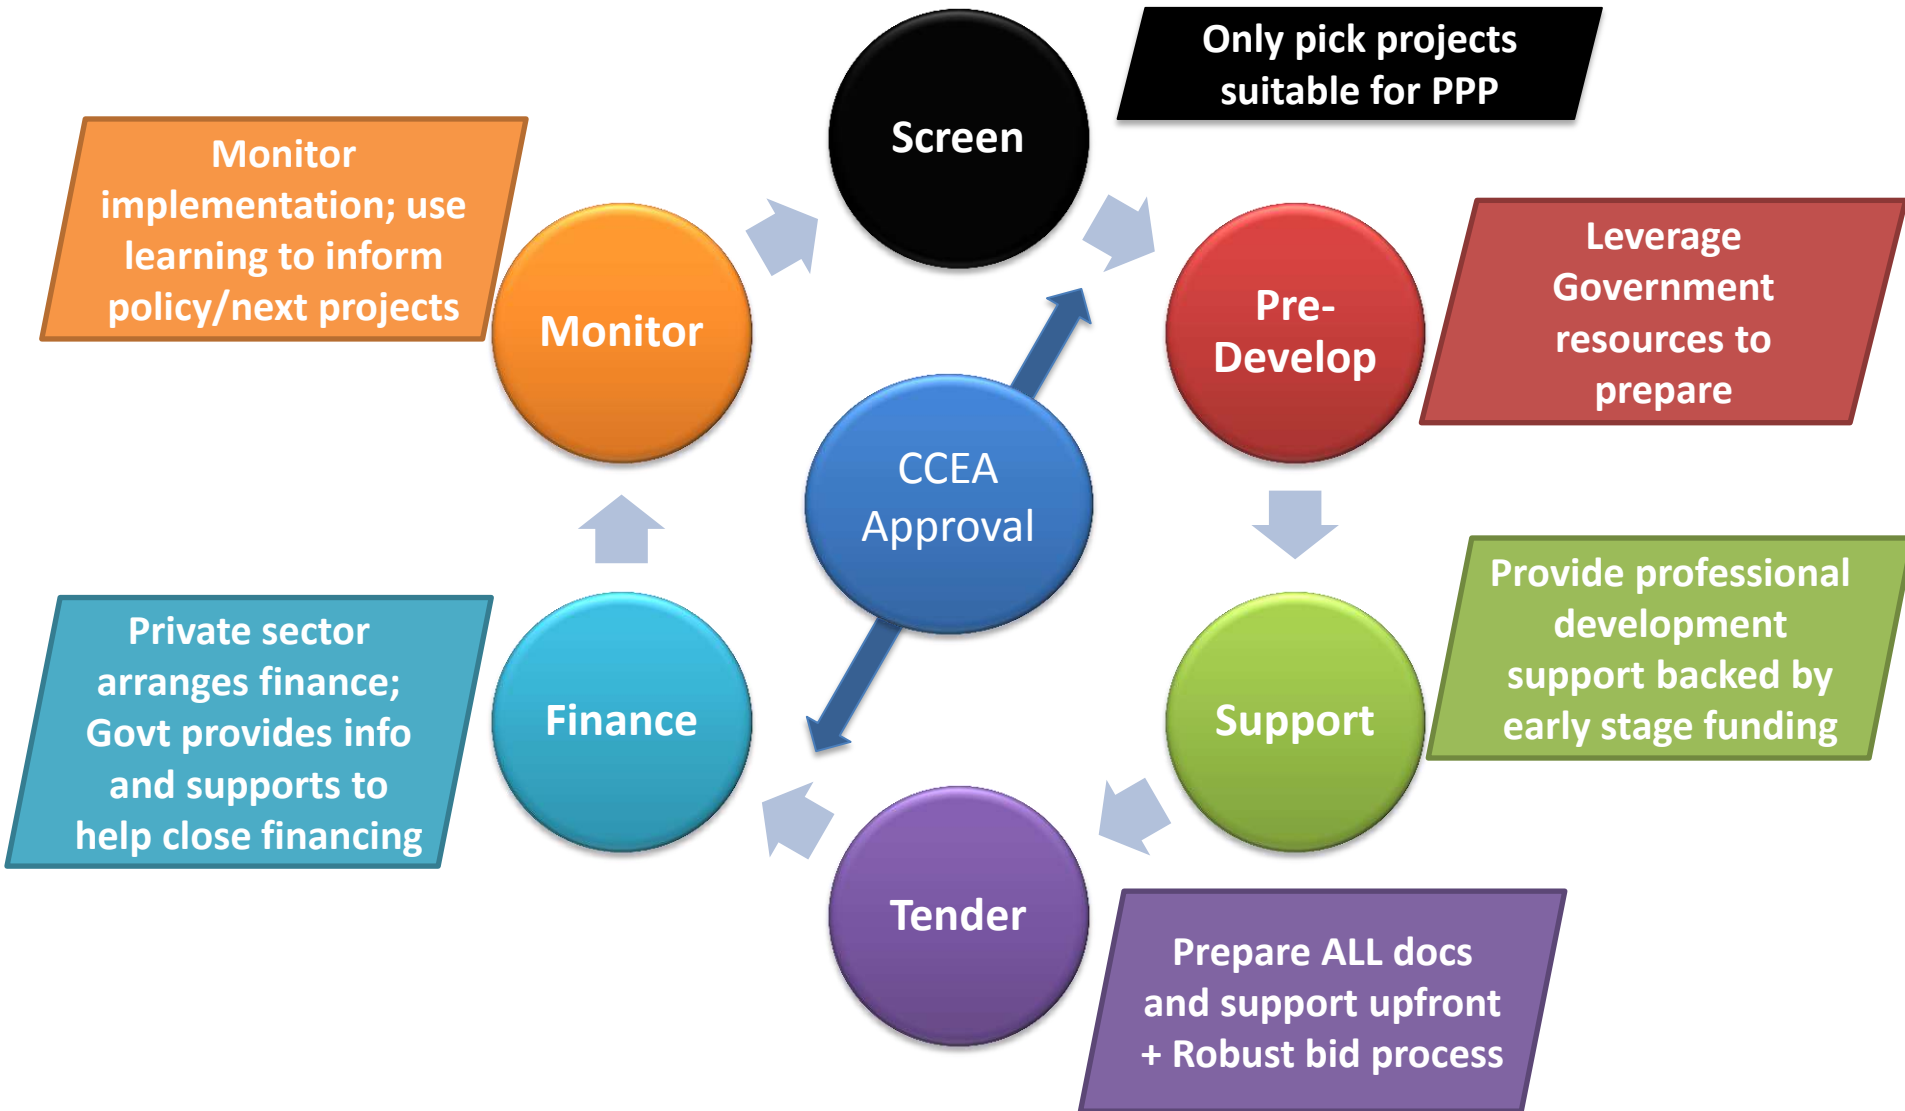 Screen
Only pick projects
suitable for PPP
Pre-
Develop
Leverage
Government
resources to
prepare
Support
Provide professional
development
support backed by
early stage funding
Tender
Prepare ALL docs
and support upfront
+ Robust bid process
Finance
Private sector
arranges finance;
Govt provides info
and supports to
help close financing
Monitor
Monitor
implementation; use
learning to inform
policy/next projects
CCEA
Approval